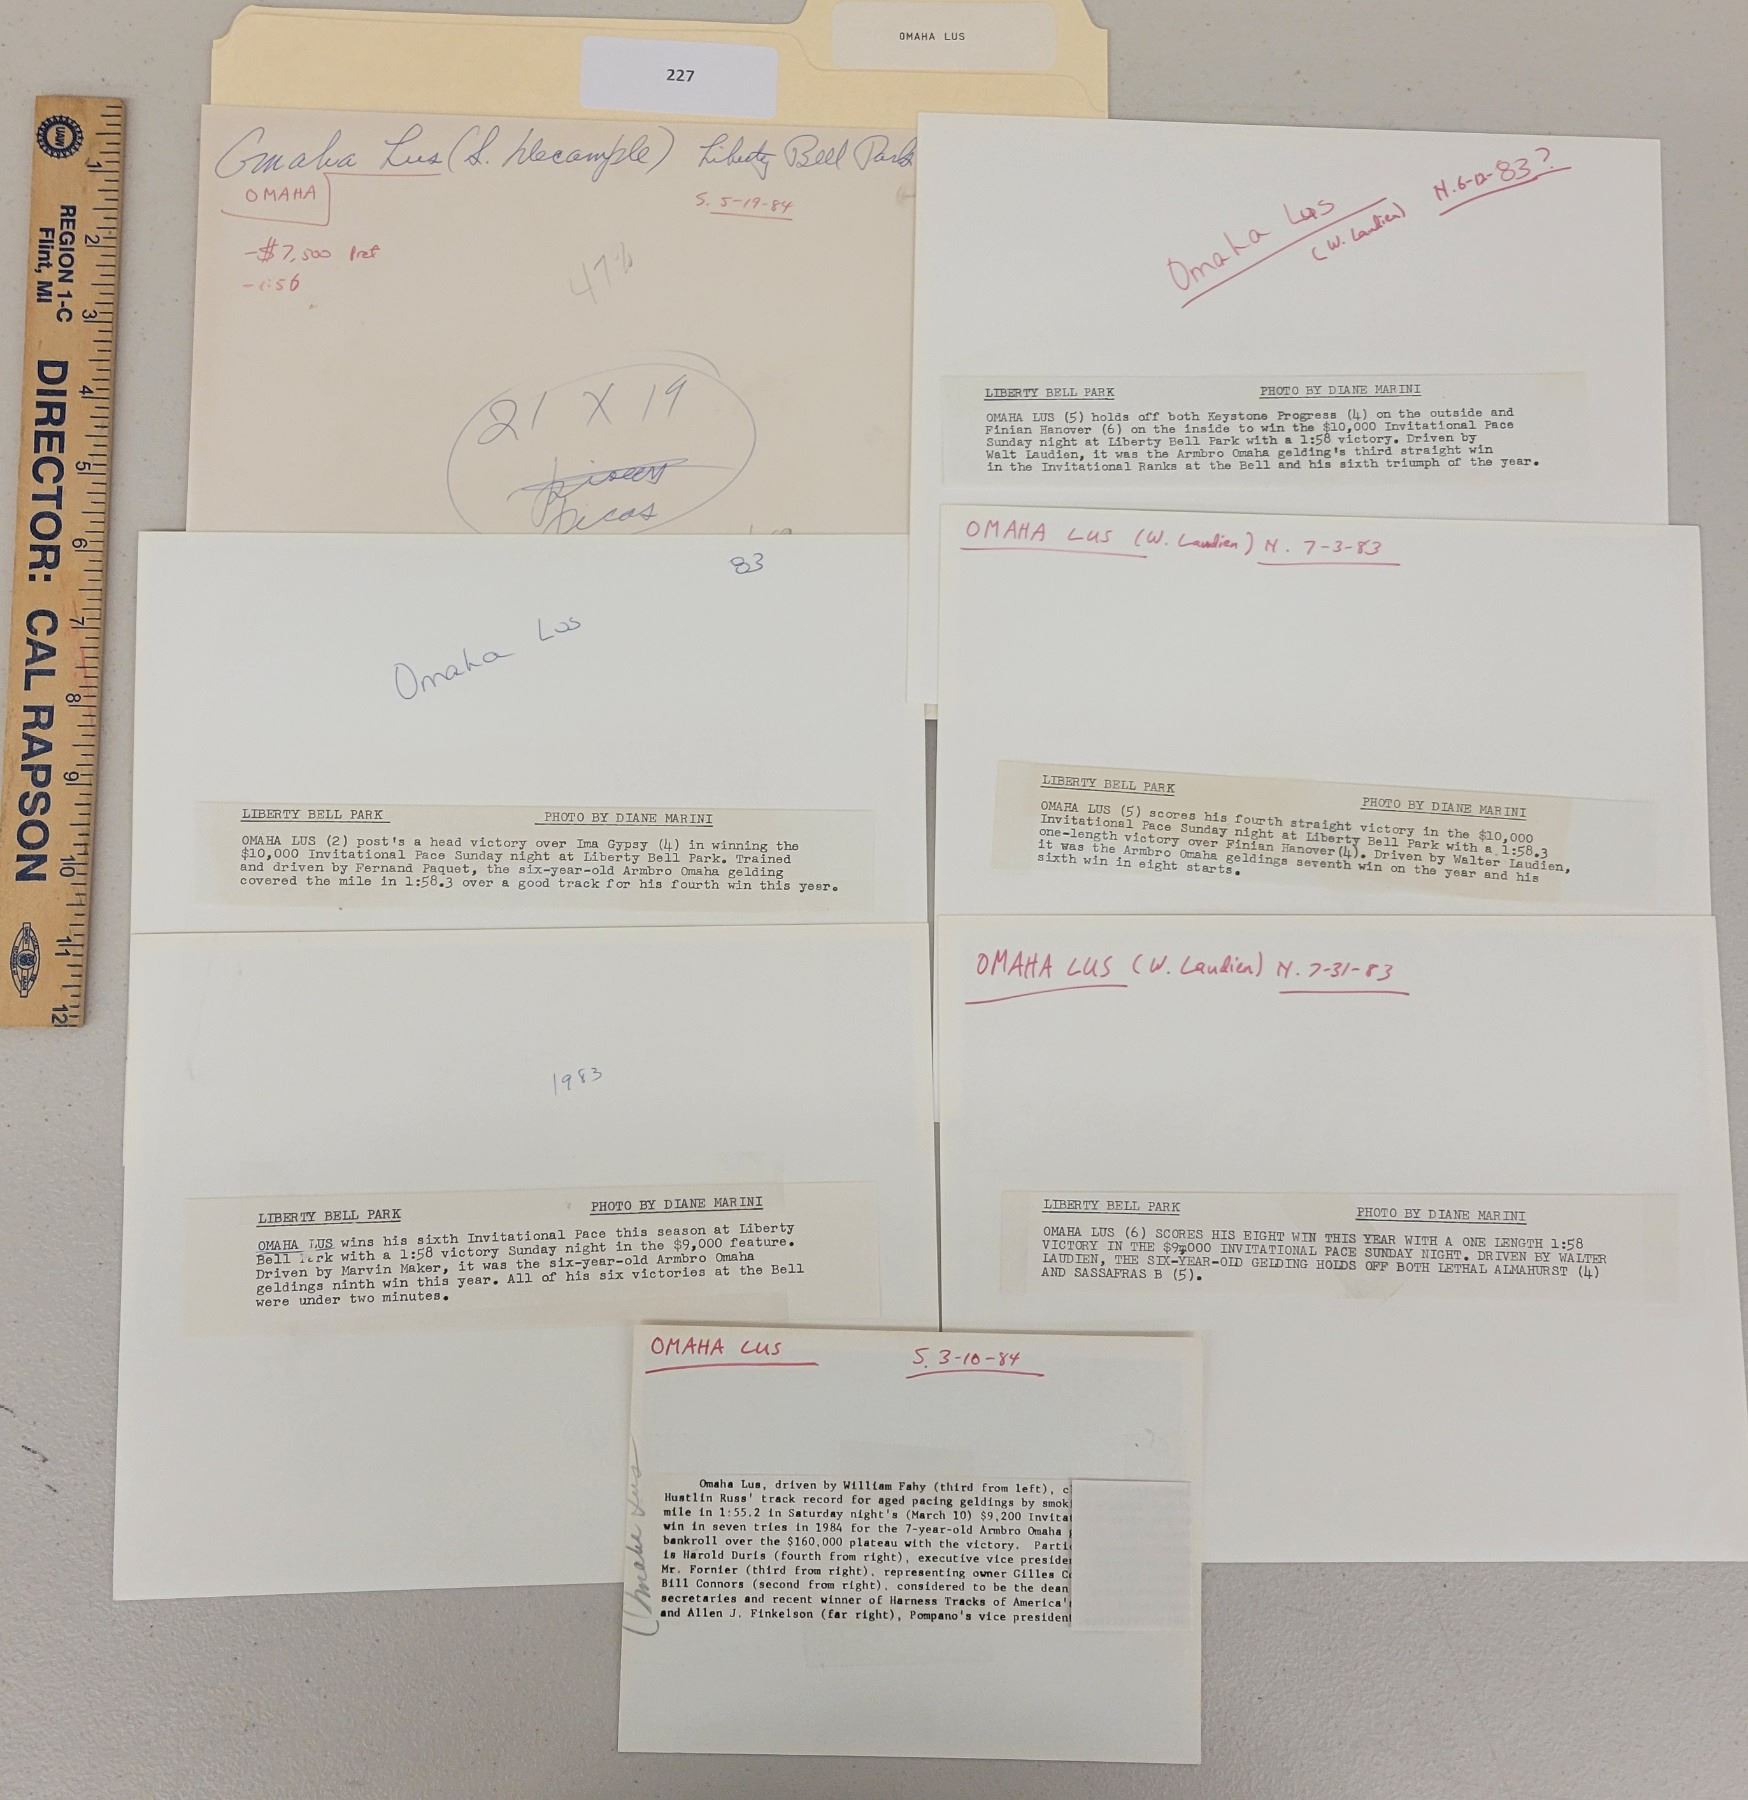 OMAHA LUS
227
UAW
REGION 1-C
Flint, MI
DIRECTOR: CAL RAPSON
1
2
3
4
5
6
7
8
9
10
11
12
Omaha Lus (S. Decample) Liberty Bell Park
OMAHA
S. 5-19-84
-$7,500 Pref
-1:56
47%
21 X 19
picas
Omaha Lus
(W. Laudien)
N. 6-12-83?
LIBERTY BELL PARK PHOTO BY DIANE MARINI
OMAHA LUS (5) holds off both Keystone Progress (4) on the outside and
Finian Hanover (6) on the inside to win the $10,000 Invitational Pace
Sunday night at Liberty Bell Park with a 1:58 victory. Driven by
Walt Laudien, it was the Armbro Omaha gelding's third straight win
in the Invitational Ranks at the Bell and his sixth triumph of the year.
83
Omaha Lus
LIBERTY BELL PARK PHOTO BY DIANE MARINI
OMAHA LUS (2) post's a head victory over Ima Gypsy (4) in winning the
$10,000 Invitational Pace Sunday night at Liberty Bell Park. Trained
and driven by Fernand Paquet, the six-year-old Armbro Omaha gelding
covered the mile in 1:58.3 over a good track for his fourth win this year.
OMAHA LUS (W. Laudien) N. 7-3-83
LIBERTY BELL PARK PHOTO BY DIANE MARINI
OMAHA LUS (5) scores his fourth straight victory in the $10,000
Invitational Pace Sunday night at Liberty Bell Park with a 1:58.3
one-length victory over Finian Hanover (4). Driven by Walter Laudien,
it was the Armbro Omaha geldings seventh win on the year and his
sixth win in eight starts.
1983
LIBERTY BELL PARK PHOTO BY DIANE MARINI
OMAHA LUS wins his sixth Invitational Pace this season at Liberty
Bell Park with a 1:58 victory Sunday night in the $9,000 feature.
Driven by Marvin Maker, it was the six-year-old Armbro Omaha
geldings ninth win this year. All of his six victories at the Bell
were under two minutes.
OMAHA LUS (W. Laudien) N. 7-31-83
LIBERTY BELL PARK PHOTO BY DIANE MARINI
OMAHA LUS (6) SCORES HIS EIGHT WIN THIS YEAR WITH A ONE LENGTH 1:58
VICTORY IN THE $9,000 INVITATIONAL PACE SUNDAY NIGHT. DRIVEN BY WALTER
LAUDIEN, THE SIX-YEAR-OLD GELDING HOLDS OFF BOTH LETHAL ALMAHURST (4)
AND SASSAFRAS B (5).
OMAHA LUS S. 3-10-84
Omaha Lus
Omaha Lus, driven by William Fahy (third from left), c
Hustlin Russ' track record for aged pacing geldings by smok
mile in 1:55.2 in Saturday night's (March 10) $9,200 Invita
win in seven tries in 1984 for the 7-year-old Armbro Omaha
bankroll over the $160,000 plateau with the victory. Parti
is Harold Duris (fourth from right), executive vice preside
Mr. Fornier (third from right), representing owner Gilles C
Bill Connors (second from right), considered to be the dean
secretaries and recent winner of Harness Tracks of America'
and Allen J. Finkelson (far right), Pompano's vice president